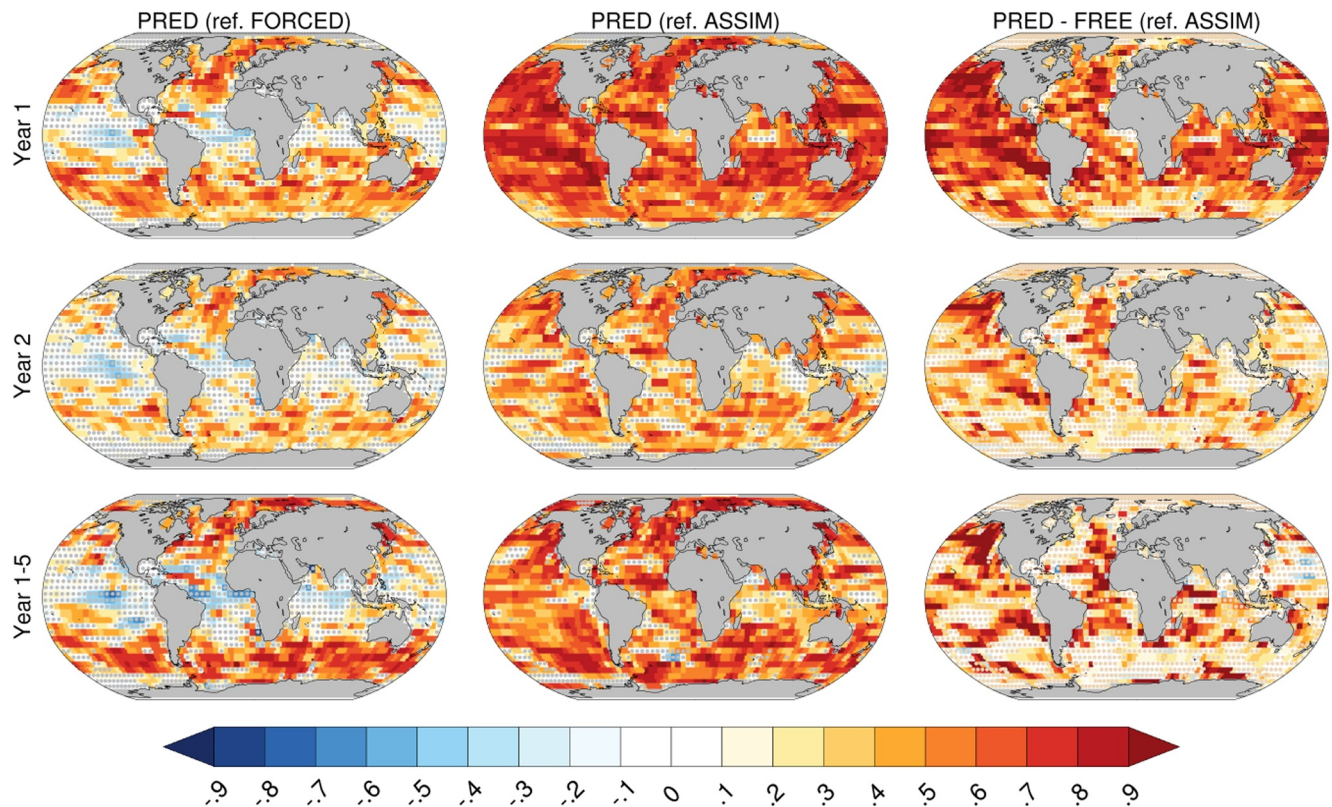 PRED (ref. FORCED) PRED (ref. ASSIM) PRED - FREE (ref. ASSIM)
Year 1
Year 2
Year 1-5
-.9 -.8 -.7 -.6 -.5 -.4 -.3 -.2 -.1 0 .1 .2 .3 .4 .5 .6 .7 .8 .9